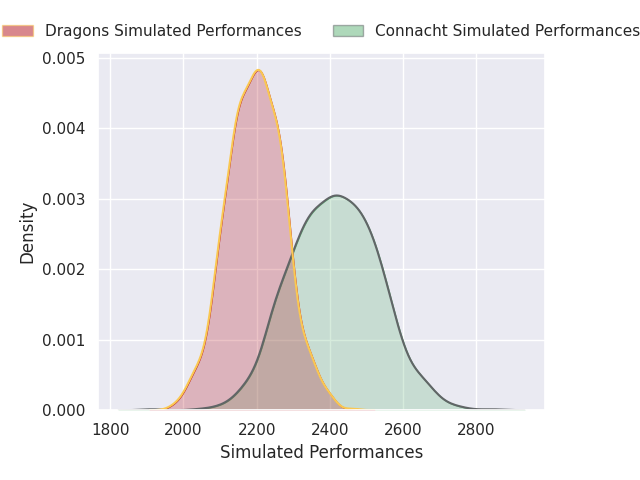 Dragons Simulated Performances
Connacht Simulated Performances
0.005
0.004
0.003
0.002
0.001
0.000
Density
1800 2000 2200 2400 2600 2800
Simulated Performances